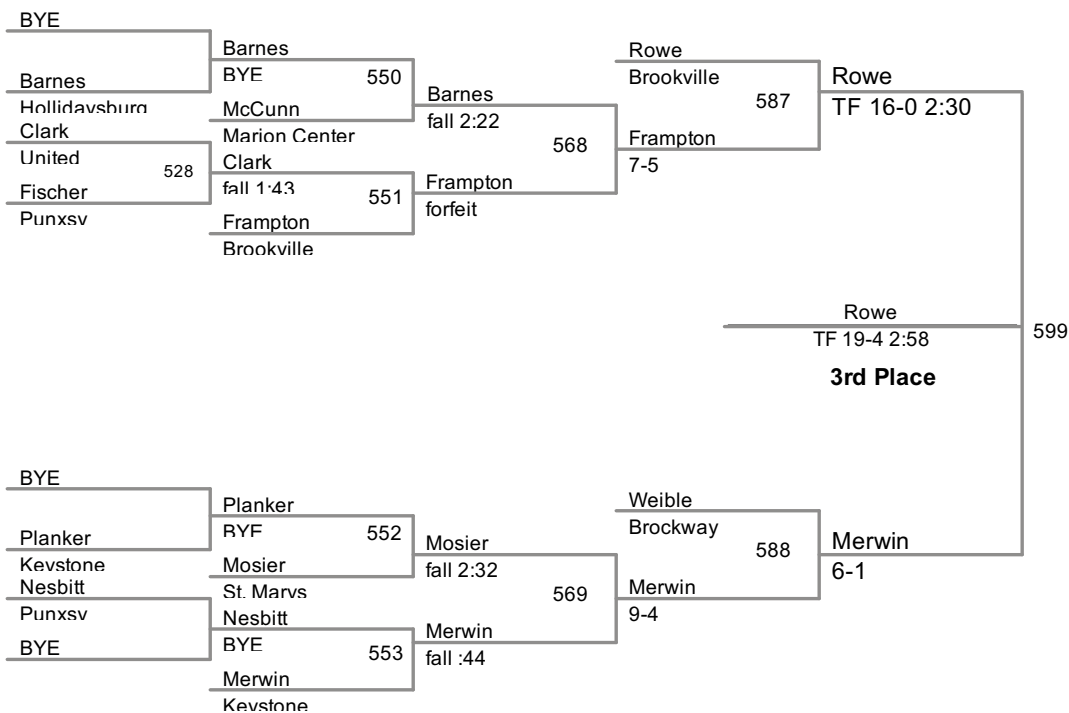 BYE
Barnes
Hollidaysburg
Clark
United
528
Fischer
Punxsy
Barnes
BYE
550
McCunn
Marion Center
Clark
fall 1:43
551
Frampton
Brookville
Barnes
fall 2:22
568
Frampton
forfeit
Rowe
Brookville
587
Frampton
7-5
Rowe
TF 16-0 2:30
Rowe
TF 19-4 2:58
599
3rd Place
BYE
Planker
Keystone
Nesbitt
Punxsy
BYE
Planker
BYE
552
Mosier
St. Marys
Nesbitt
BYE
553
Merwin
Keystone
Mosier
fall 2:32
569
Merwin
fall :44
Weible
Brockway
588
Merwin
9-4
Merwin
6-1